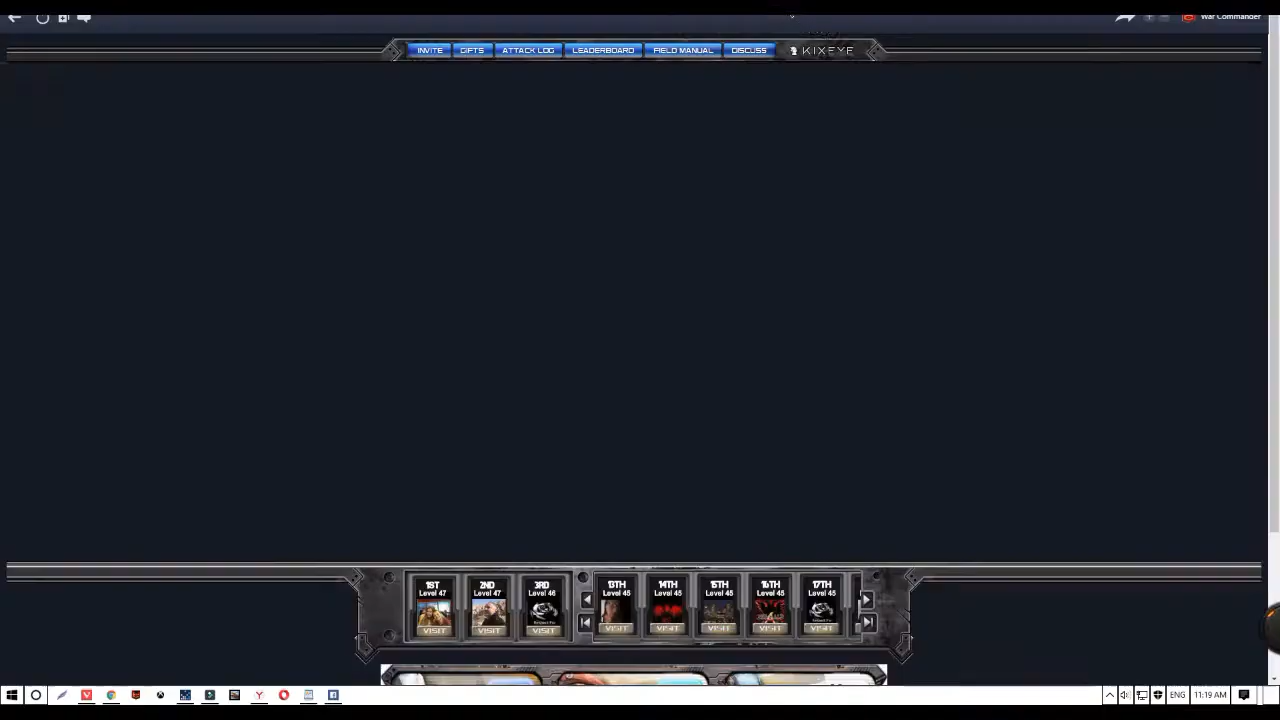 War Commander
INVITE GIFTS ATTACK LOG LEADERBOARD FIELD MANUAL DISCUSS KIXEYE
1ST 2ND 3RD 13TH 14TH 15TH 16TH 17TH
Level 47 Level 47 Level 46 Level 45 Level 45 Level 45 Level 45 Level 45
VISIT VISIT VISIT VISIT VISIT VISIT VISIT VISIT
ENG 11:19 AM